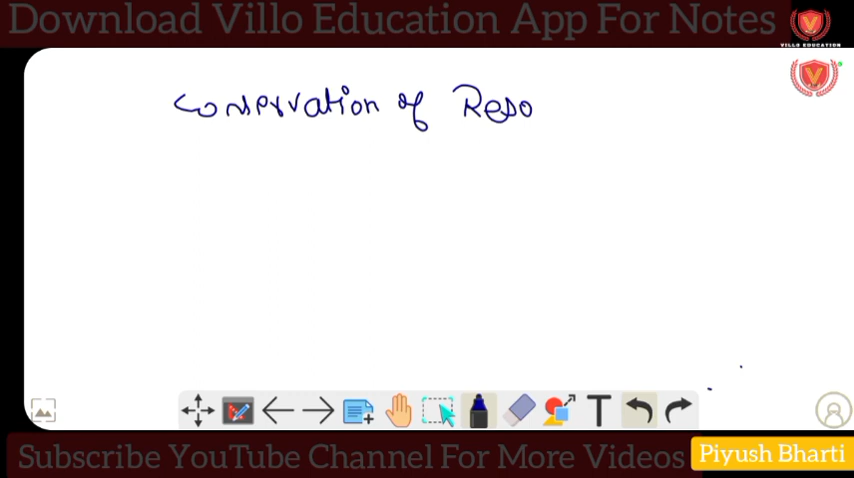 Download Villo Education App For Notes
VILLO EDUCATION
Conservation of Reso
T
Subscribe YouTube Channel For More Videos
Piyush Bharti